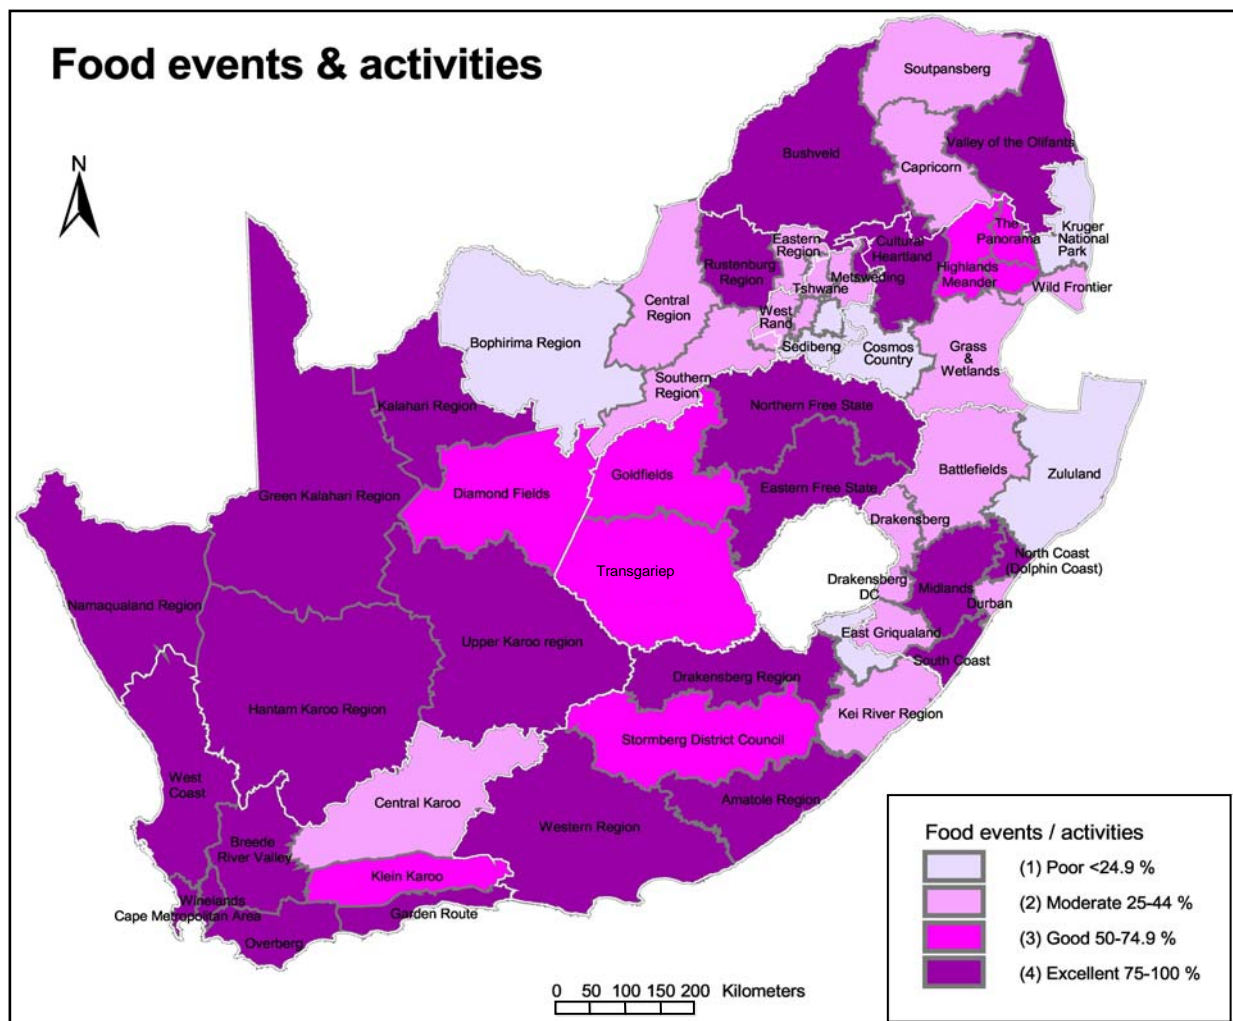 Food events & activities
N
Soutpansberg
Bushveld
Valley of the Olifants
Capricorn
Kruger
National
Park
The
Panorama
Cultural
Heartland
Eastern
Region
Rustenburg
Region
Metsweding
Tshwane
Highlands
Meander
Wild Frontier
Central
Region
West
Rand
Sedibeng
Cosmos
Country
Grass
&
Wetlands
Bophirima Region
Southern
Region
Kalahari Region
Northern Free State
Goldfields
Battlefields
Zululand
Green Kalahari Region
Diamond Fields
Eastern Free State
Drakensberg
North Coast
(Dolphin Coast)
Transgariep
Drakensberg
DC
Midlands
Durban
Namaqualand Region
Upper Karoo region
East Griqualand
South Coast
Drakensberg Region
Hantam Karoo Region
Kei River Region
Stormberg District Council
West
Coast
Central Karoo
Amatole Region
Western Region
Breede
River Valley
Klein Karoo
Winelands
Cape Metropolitan Area
Garden Route
Overberg
Food events / activities
(1) Poor <24.9 %
(2) Moderate 25-44 %
(3) Good 50-74.9 %
(4) Excellent 75-100 %
0 50 100 150 200 Kilometers